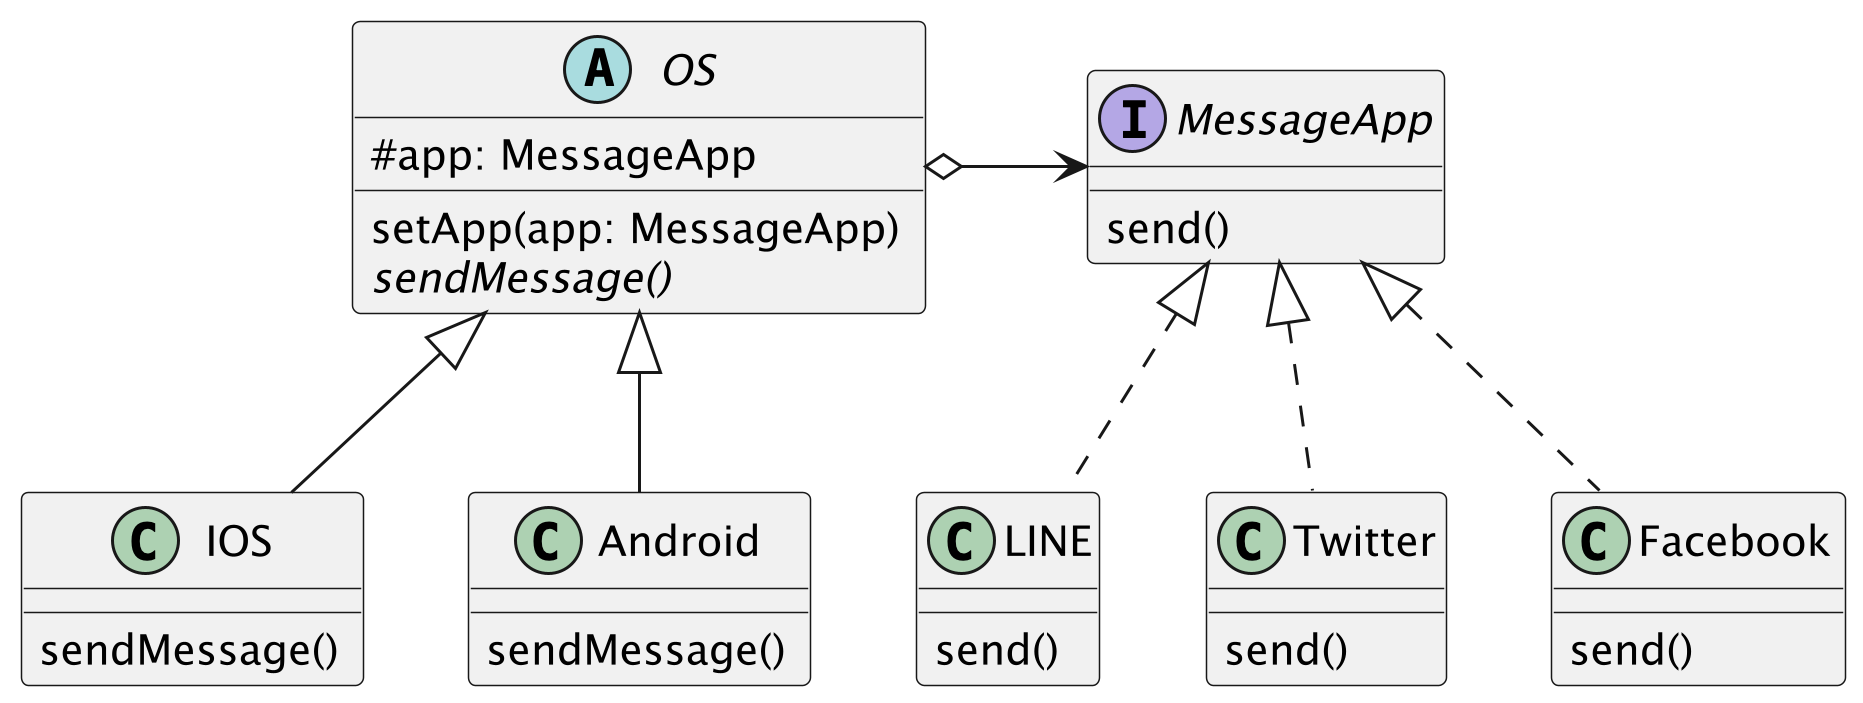 A OS
#app: MessageApp
setApp(app: MessageApp)
sendMessage()
I MessageApp
send()
C IOS
sendMessage()
C Android
sendMessage()
C LINE
send()
C Twitter
send()
C Facebook
send()